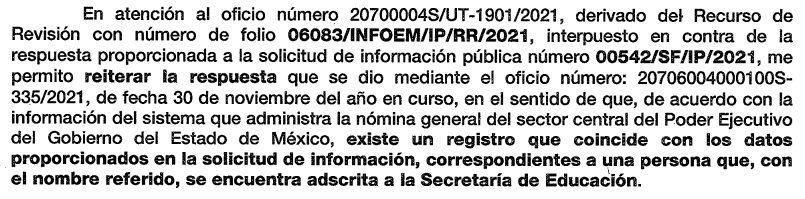 En atención al oficio número 20700004S/UT-1901/2021, derivado del Recurso de
Revisión con número de folio 06083/INFOEM/IP/RR/2021, interpuesto en contra de la
respuesta proporcionada a la solicitud de información pública número 00542/SF/IP/2021, me
permito reiterar la respuesta que se dio mediante el oficio número: 20706004000100S-
335/2021, de fecha 30 de noviembre del año en curso, en el sentido de que, de acuerdo con la
información del sistema que administra la nómina general del sector central del Poder Ejecutivo
del Gobierno del Estado de México, existe un registro que coincide con los datos
proporcionados en la solicitud de información, correspondientes a una persona que, con
el nombre referido, se encuentra adscrita a la Secretaría de Educación.